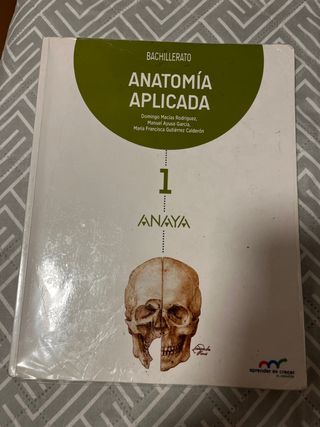 BACHILLERATO
ANATOMÍA
APLICADA
Domingo Macías Rodríguez,
Manuel Ayuso García,
María Francisca Gutiérrez Calderón
1
ANAYA
aprender es crecer